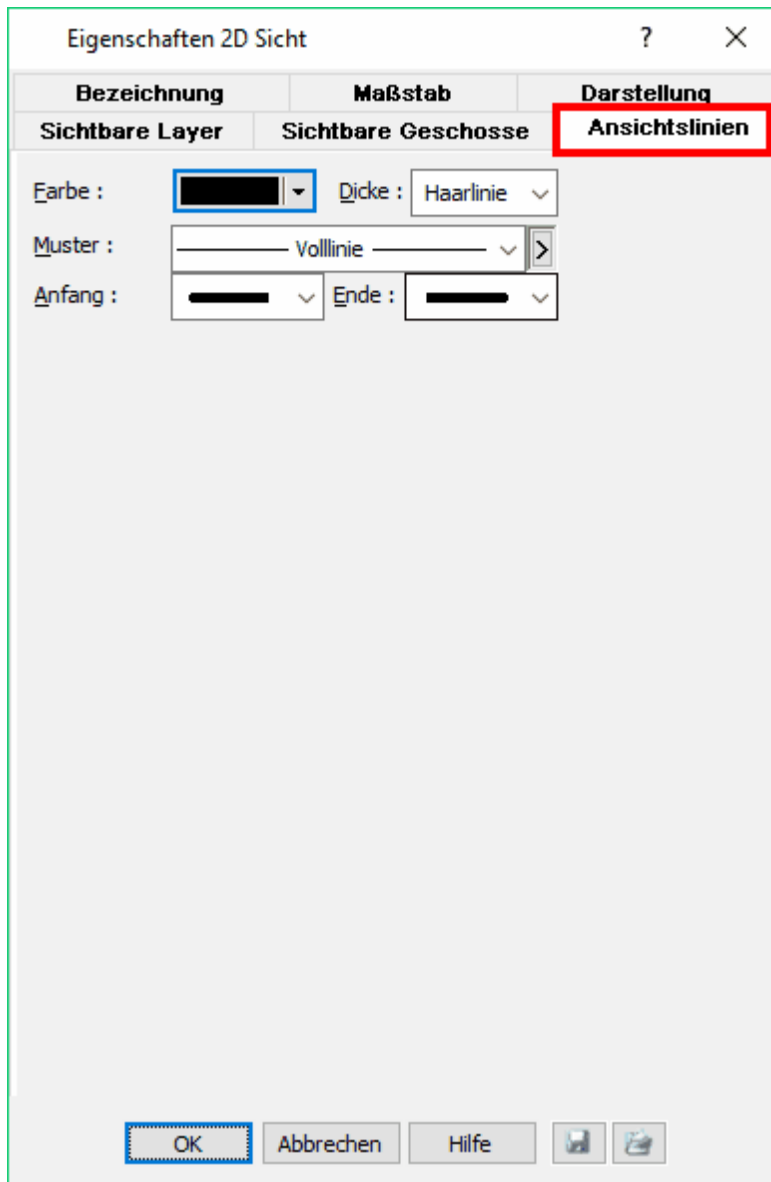 Eigenschaften 2D Sicht ?
Bezeichnung Maßstab Darstellung
Sichtbare Layer Sichtbare Geschosse Ansichtslinien
Farbe : Dicke : Haarlinie
Muster : Volllinie >
Anfang : Ende :
OK Abbrechen Hilfe